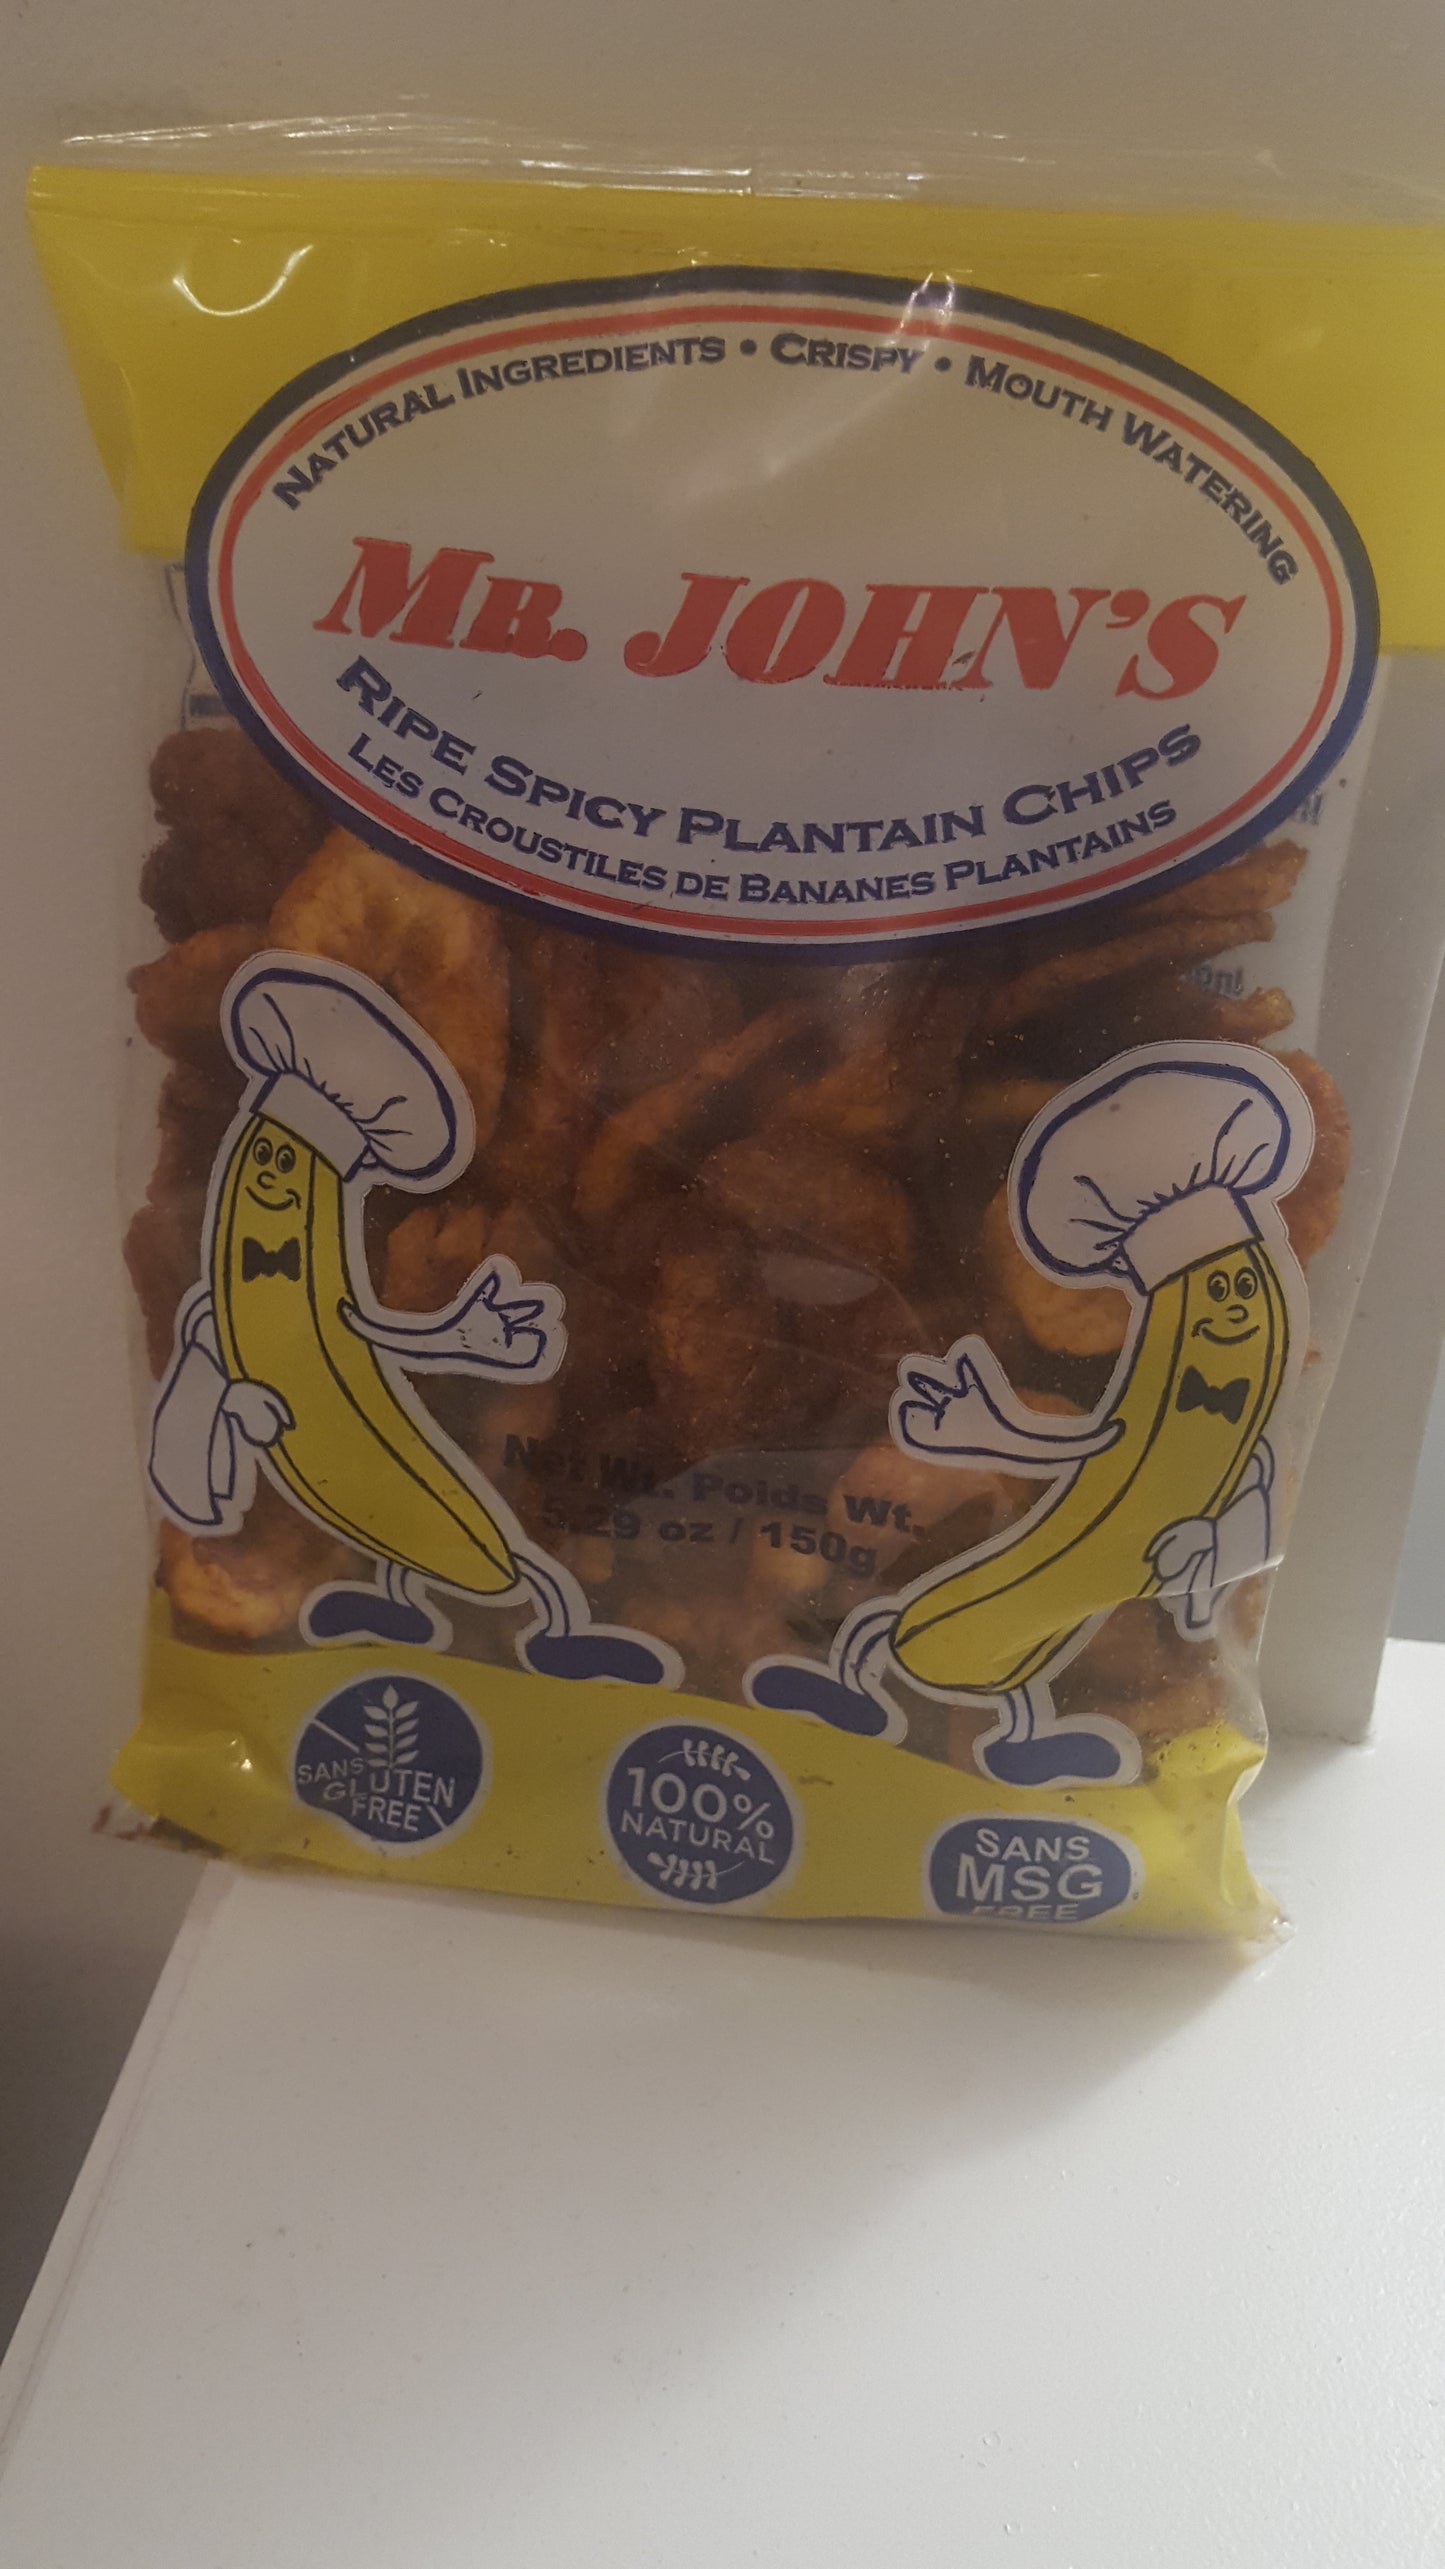 NATURAL INGREDIENTS • CRISPY • MOUTH WATERING
MR. JOHN'S
RIPE SPICY PLANTAIN CHIPS
LES CROUSTILES DE BANANES PLANTAINS
Net Wt. Poids Wt.
5.29 oz / 150g
SANS
GLUTEN
FREE
100%
NATURAL
SANS
MSG
FREE